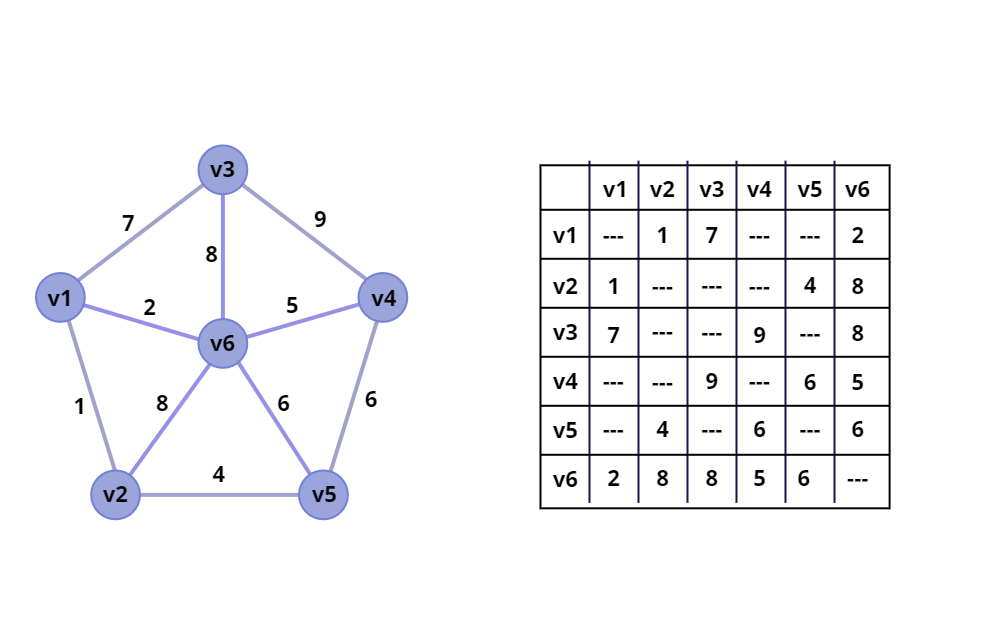 v3
7
9
8
v1
2
5
v4
v6
1
8
6
6
4
v2
v5
v1 v2 v3 v4 v5 v6
v1 --- 1 7 --- --- 2
v2 1 --- --- --- 4 8
v3 7 --- --- 9 --- 8
v4 --- --- 9 --- 6 5
v5 --- 4 --- 6 --- 6
v6 2 8 8 5 6 ---